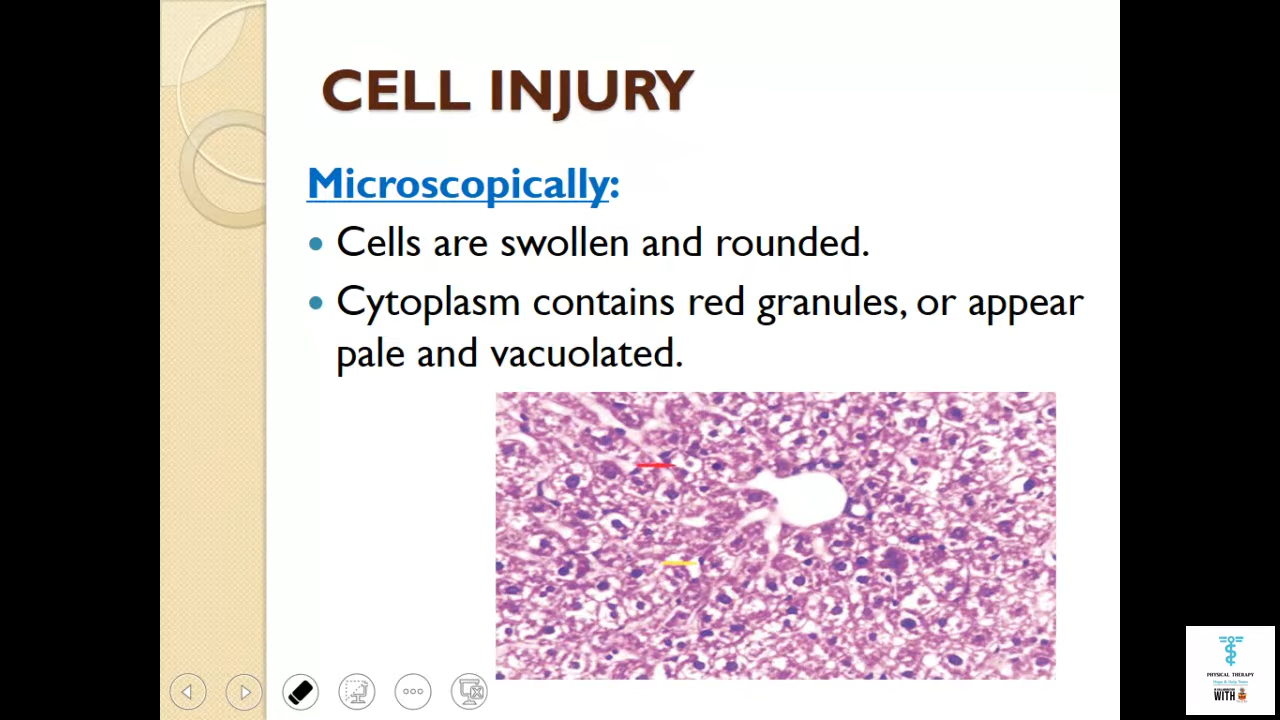 CELL INJURY
Microscopically:
• Cells are swollen and rounded.
• Cytoplasm contains red granules, or appear
pale and vacuolated.
PHYSICAL THERAPY
WITH